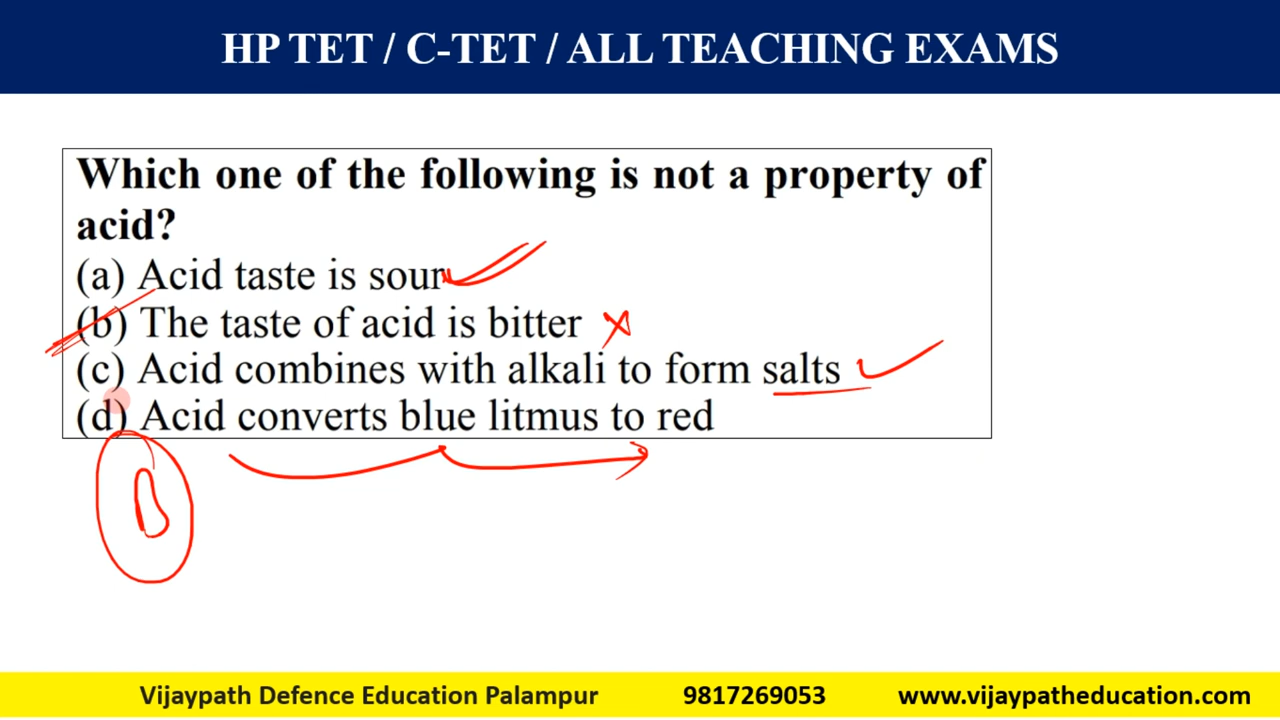 HP TET / C-TET / ALL TEACHING EXAMS
Which one of the following is not a property of
acid?
(a) Acid taste is sour
(b) The taste of acid is bitter
(c) Acid combines with alkali to form salts
(d) Acid converts blue litmus to red
Vijaypath Defence Education Palampur 9817269053 www.vijaypatheducation.com